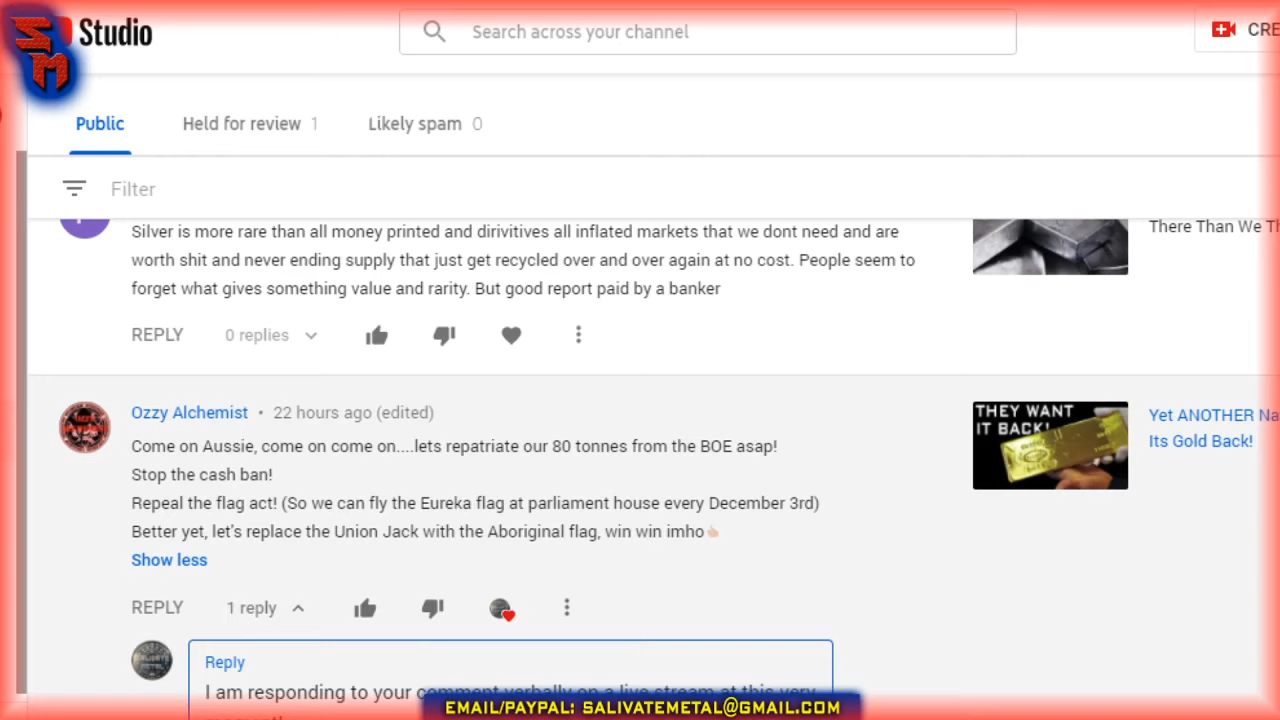 SM
Studio
Search across your channel
CRE
Public
Held for review 1
Likely spam 0
Filter
Silver is more rare than all money printed and dirivitives all inflated markets that we dont need and are
worth shit and never ending supply that just get recycled over and over again at no cost. People seem to
forget what gives something value and rarity. But good report paid by a banker
There Than We Th
REPLY
0 replies
Ozzy Alchemist • 22 hours ago (edited)
Come on Aussie, come on come on....lets repatriate our 80 tonnes from the BOE asap!
Stop the cash ban!
Repeal the flag act! (So we can fly the Eureka flag at parliament house every December 3rd)
Better yet, let's replace the Union Jack with the Aboriginal flag, win win imho
Show less
THEY WANT
IT BACK!
Yet ANOTHER Na
Its Gold Back!
REPLY
1 reply
Reply
I am responding to your comment verbally on a live stream at this very
EMAIL/PAYPAL: SALIVATEMETAL@GMAIL.COM